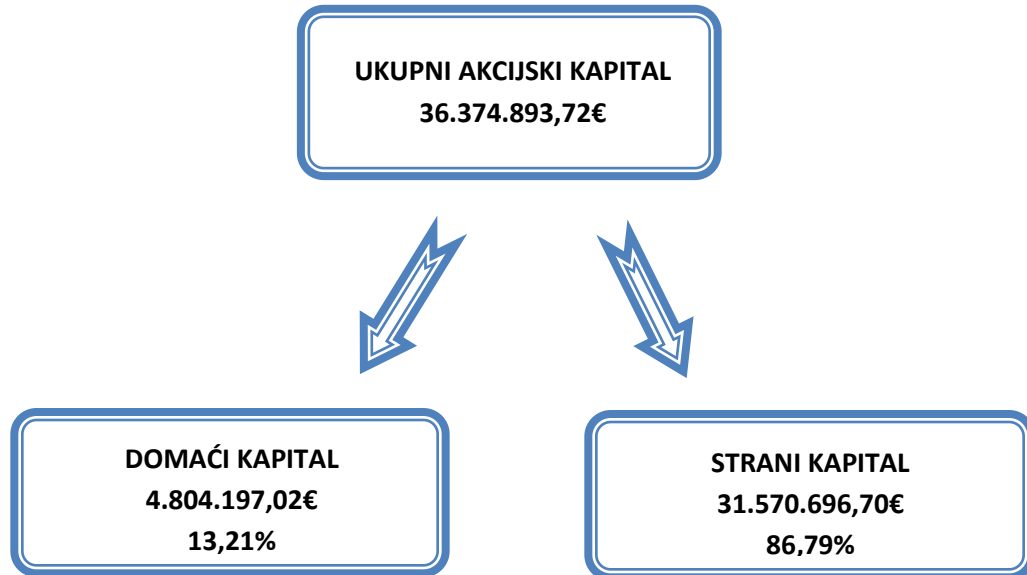 UKUPNI AKCIJSKI KAPITAL
36.374.893,72€
DOMAĆI KAPITAL
4.804.197,02€
13,21%
STRANI KAPITAL
31.570.696,70€
86,79%